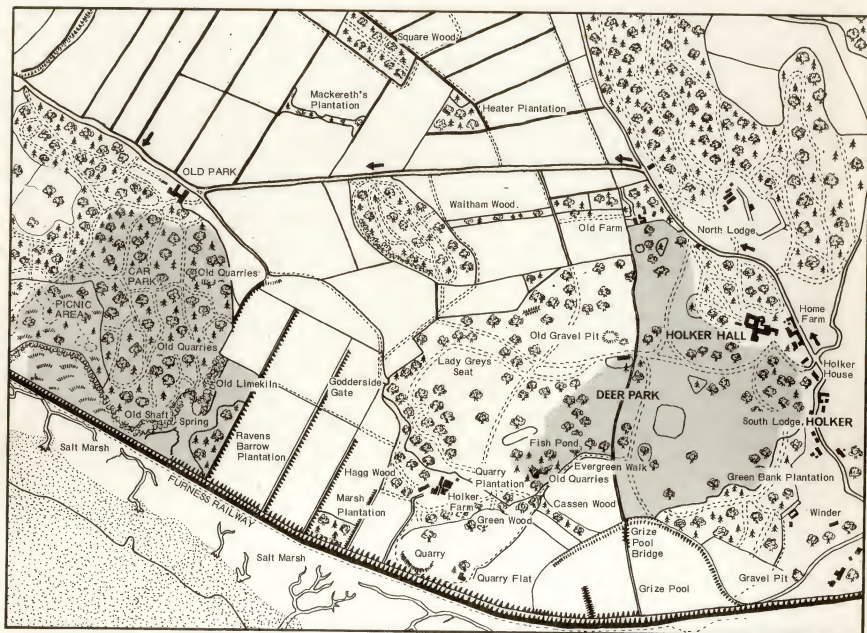 Square Wood
Mackereth's
Plantation
Heater Plantation
OLD PARK
Waitham Wood.
Old Farm
North Lodge
CAR
PARK
Old Quarries
PICNIC
AREA
Home
Farm
Old Gravel Pit
HOLKER HALL
Old Quarries
Lady Greys
Seat
Holker
House
Old Limekiln
Godderside
Gate
DEER PARK
Old Shaft
Spring
South Lodge
HOLKER
Salt Marsh
Ravens
Barrow
Plantation
Fish Pond
Evergreen Walk
Hagg Wood
Quarry
Plantation
Old Quarries
Green Bank Plantation
FURNESS RAILWAY
Marsh
Plantation
Holker
Farm
Cassen Wood
Green Wood
Winder
Salt Marsh
Quarry
Grize
Pool
Bridge
Quarry Flat
Grize Pool
Gravel Pit